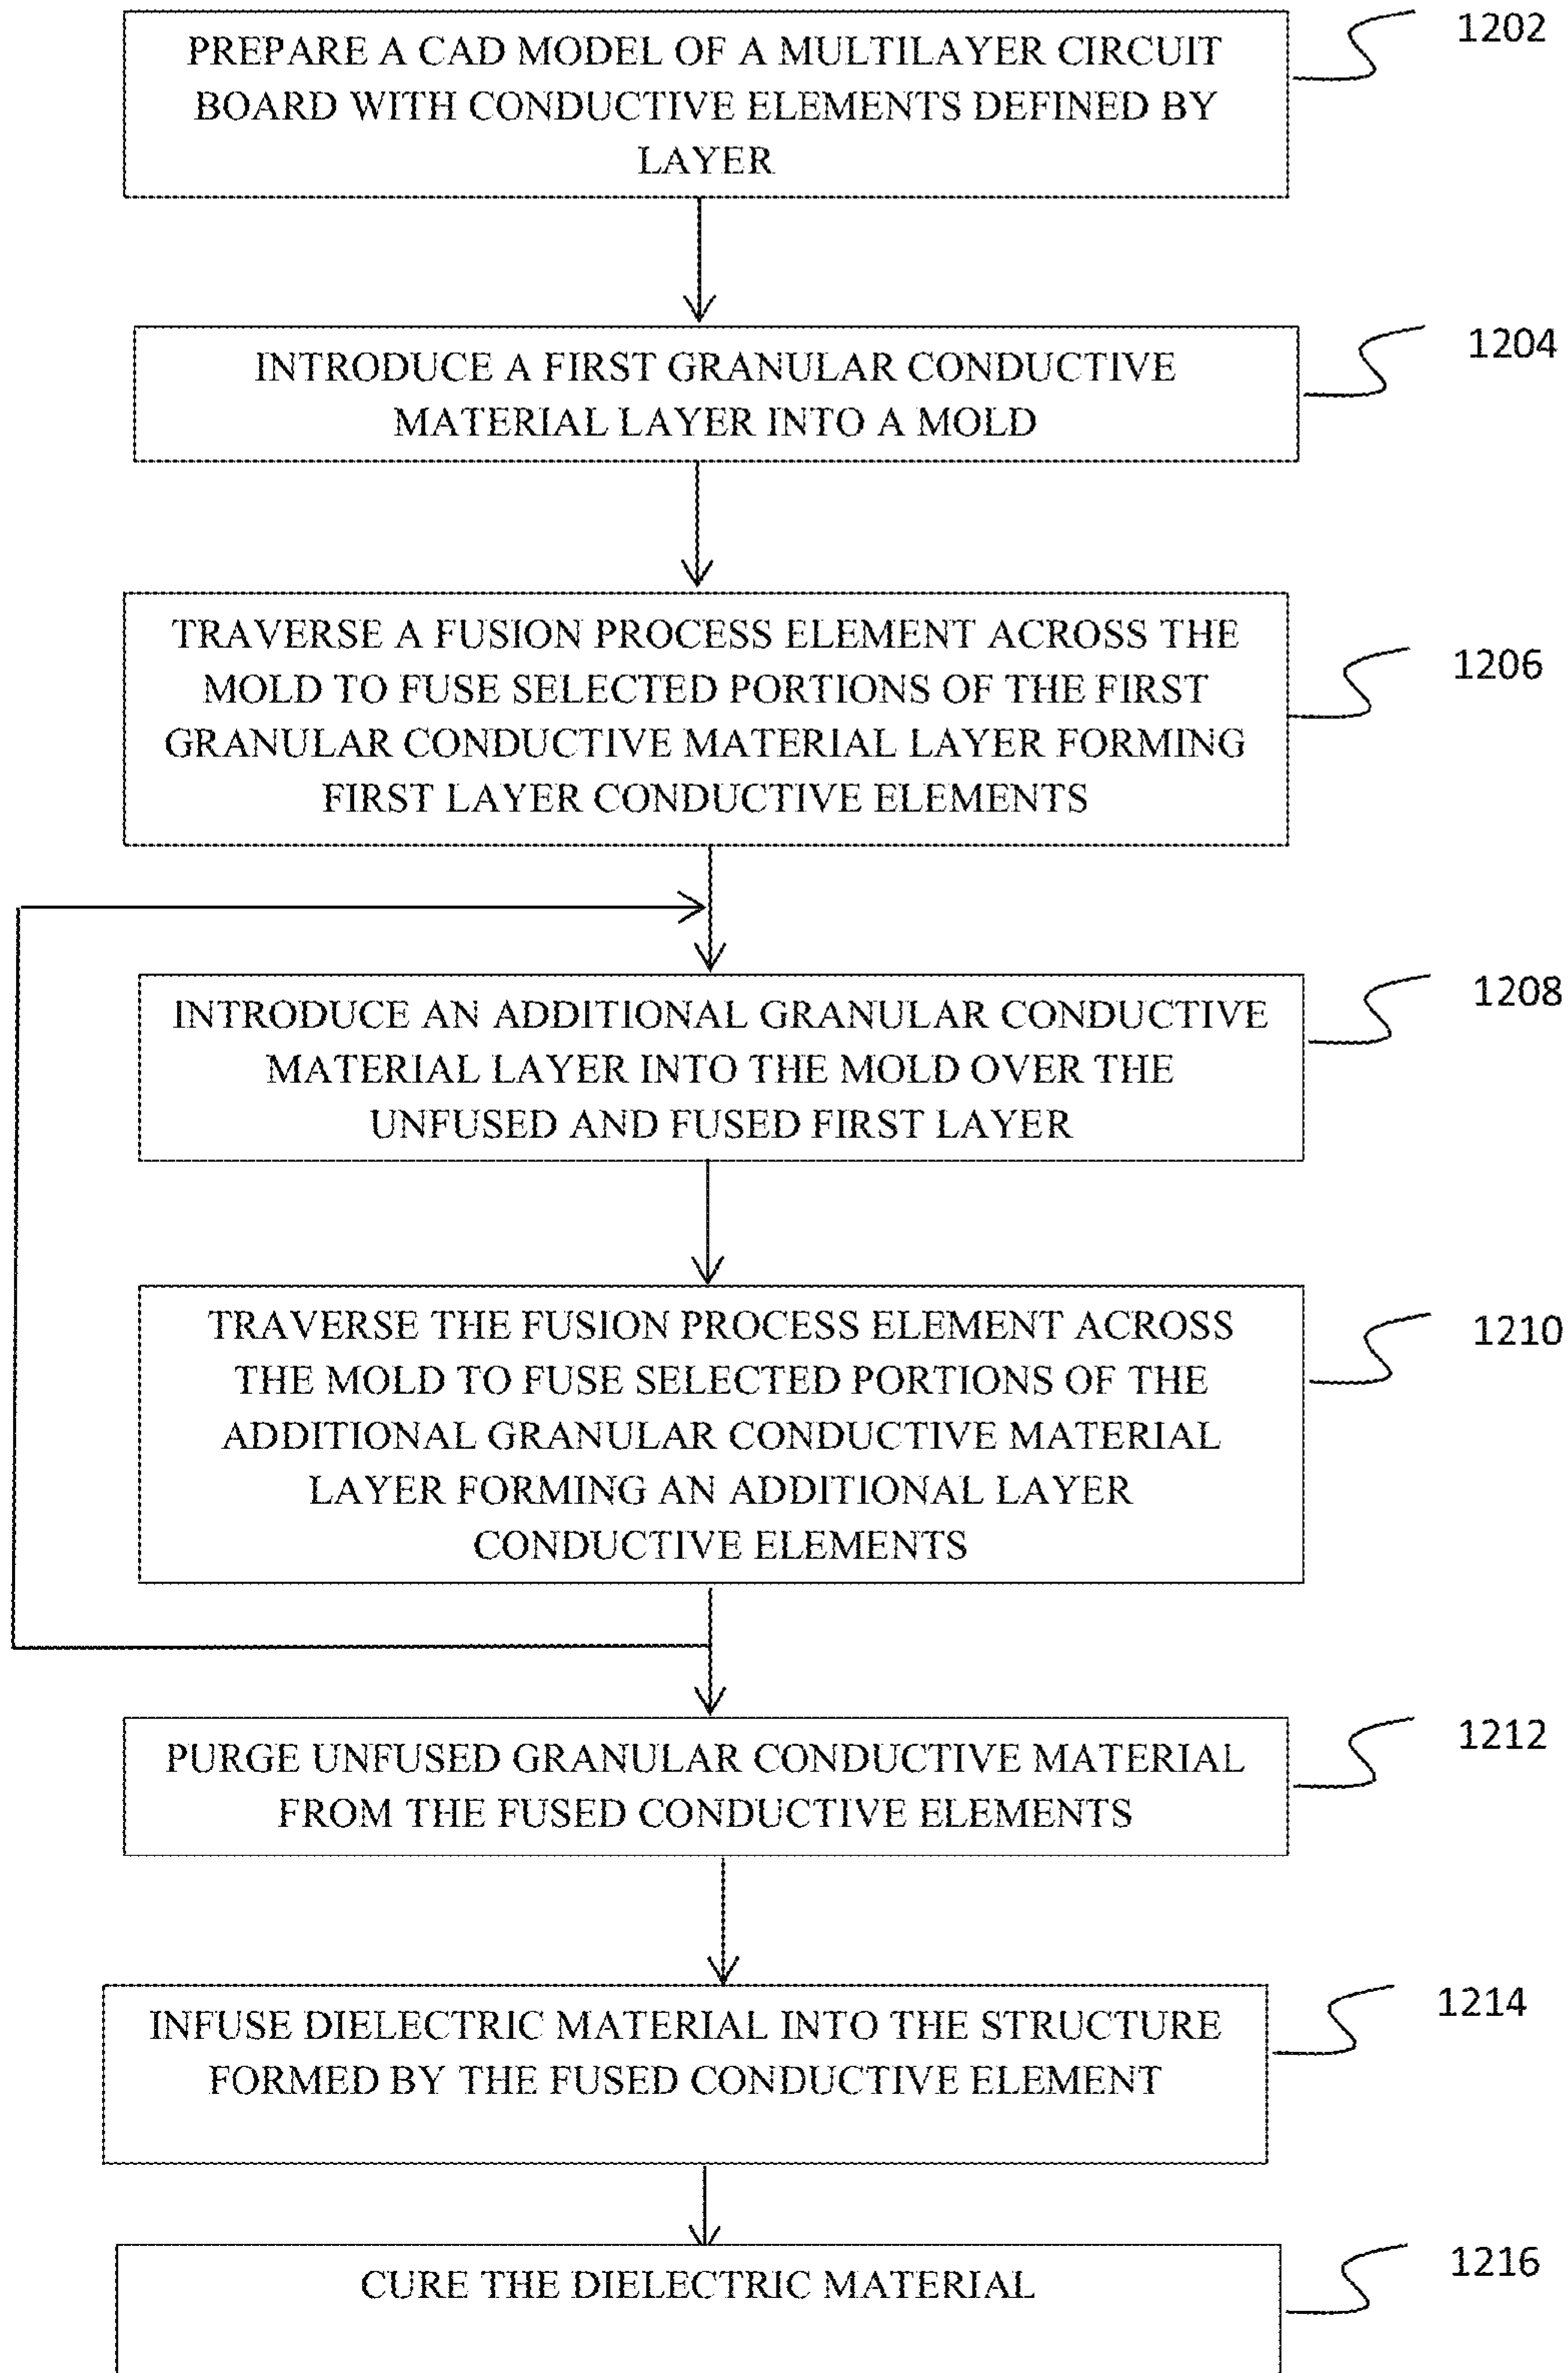 PREPARE A CAD MODEL OF A MULTILAYER CIRCUIT
BOARD WITH CONDUCTIVE ELEMENTS DEFINED BY
LAYER
1202
INTRODUCE A FIRST GRANULAR CONDUCTIVE
MATERIAL LAYER INTO A MOLD
1204
TRAVERSE A FUSION PROCESS ELEMENT ACROSS THE
MOLD TO FUSE SELECTED PORTIONS OF THE FIRST
GRANULAR CONDUCTIVE MATERIAL LAYER FORMING
FIRST LAYER CONDUCTIVE ELEMENTS
1206
INTRODUCE AN ADDITIONAL GRANULAR CONDUCTIVE
MATERIAL LAYER INTO THE MOLD OVER THE
UNFUSED AND FUSED FIRST LAYER
1208
TRAVERSE THE FUSION PROCESS ELEMENT ACROSS
THE MOLD TO FUSE SELECTED PORTIONS OF THE
ADDITIONAL GRANULAR CONDUCTIVE MATERIAL
LAYER FORMING AN ADDITIONAL LAYER
CONDUCTIVE ELEMENTS
1210
PURGE UNFUSED GRANULAR CONDUCTIVE MATERIAL
FROM THE FUSED CONDUCTIVE ELEMENTS
1212
INFUSE DIELECTRIC MATERIAL INTO THE STRUCTURE
FORMED BY THE FUSED CONDUCTIVE ELEMENT
1214
CURE THE DIELECTRIC MATERIAL
1216